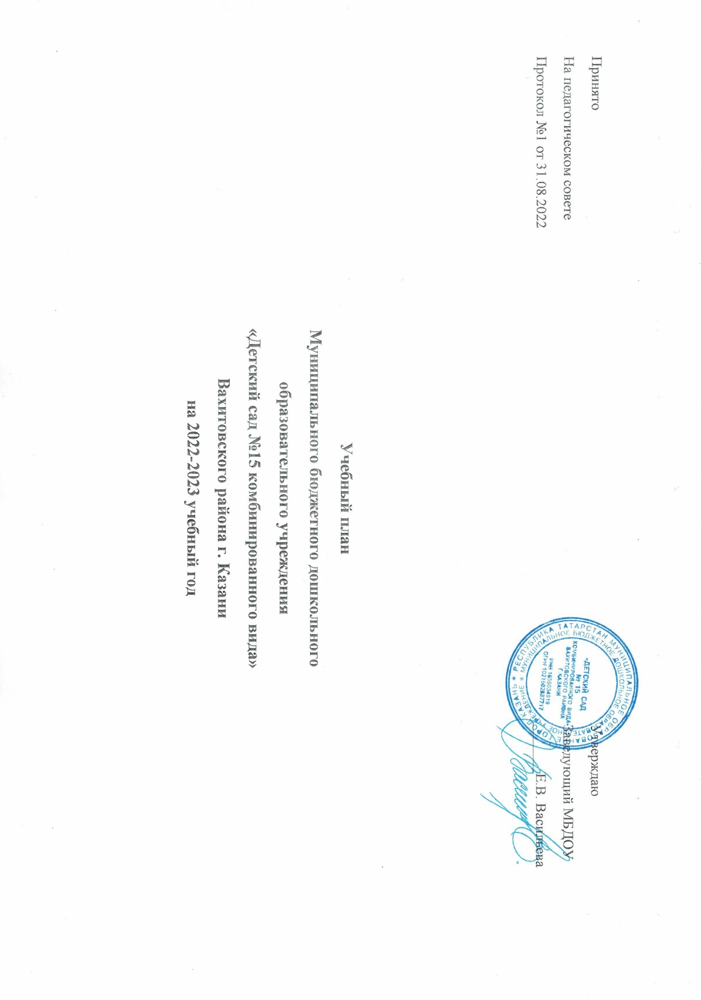 Принято
На педагогическом совете
Протокол №1 от 31.08.2022
Утверждаю
Заведующий МБДОУ
Е.В. Васильева
РЕСПУБЛИКА ТАТАРСТАН МУНИЦИПАЛЬНОЕ ОБРАЗОВАНИЕ ГОРОД КАЗАНЬ *
МУНИЦИПАЛЬНОЕ БЮДЖЕТНОЕ ДОШКОЛЬНОЕ ОБРАЗОВАТЕЛЬНОЕ УЧРЕЖДЕНИЕ *
«ДЕТСКИЙ САД
№ 15
КОМБИНИРОВАННОГО ВИДА»
ВАХИТОВСКОГО РАЙОНА
Г.КАЗАНИ
ИНН 1655034919
ОГРН 1021602837717
Учебный план
Муниципального бюджетного дошкольного
образовательного учреждения
«Детский сад №15 комбинированного вида»
Вахитовского района г. Казани
на 2022-2023 учебный год